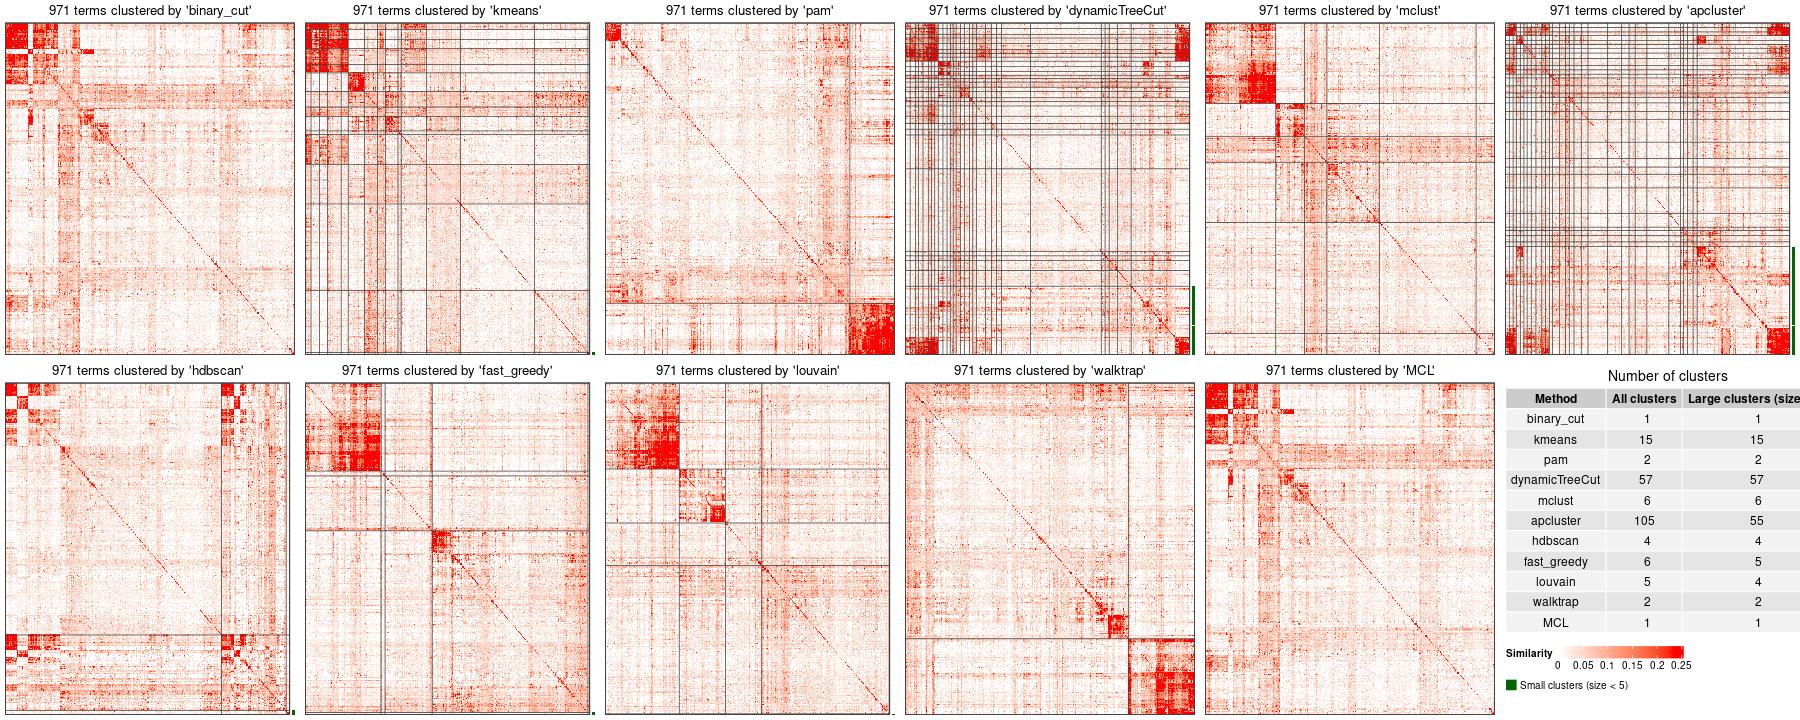 971 terms clustered by 'binary_cut'
971 terms clustered by 'kmeans'
971 terms clustered by 'pam'
971 terms clustered by 'dynamicTreeCut'
971 terms clustered by 'mclust'
971 terms clustered by 'apcluster'
971 terms clustered by 'hdbscan'
971 terms clustered by 'fast_greedy'
971 terms clustered by 'louvain'
971 terms clustered by 'walktrap'
971 terms clustered by 'MCL'
Number of clusters
Method All clusters Large clusters (size
binary_cut 1 1
kmeans 15 15
pam 2 2
dynamicTreeCut 57 57
mclust 6 6
apcluster 105 55
hdbscan 4 4
fast_greedy 6 5
louvain 5 4
walktrap 2 2
MCL 1 1
Similarity
0 0.05 0.1 0.15 0.2 0.25
Small clusters (size < 5)